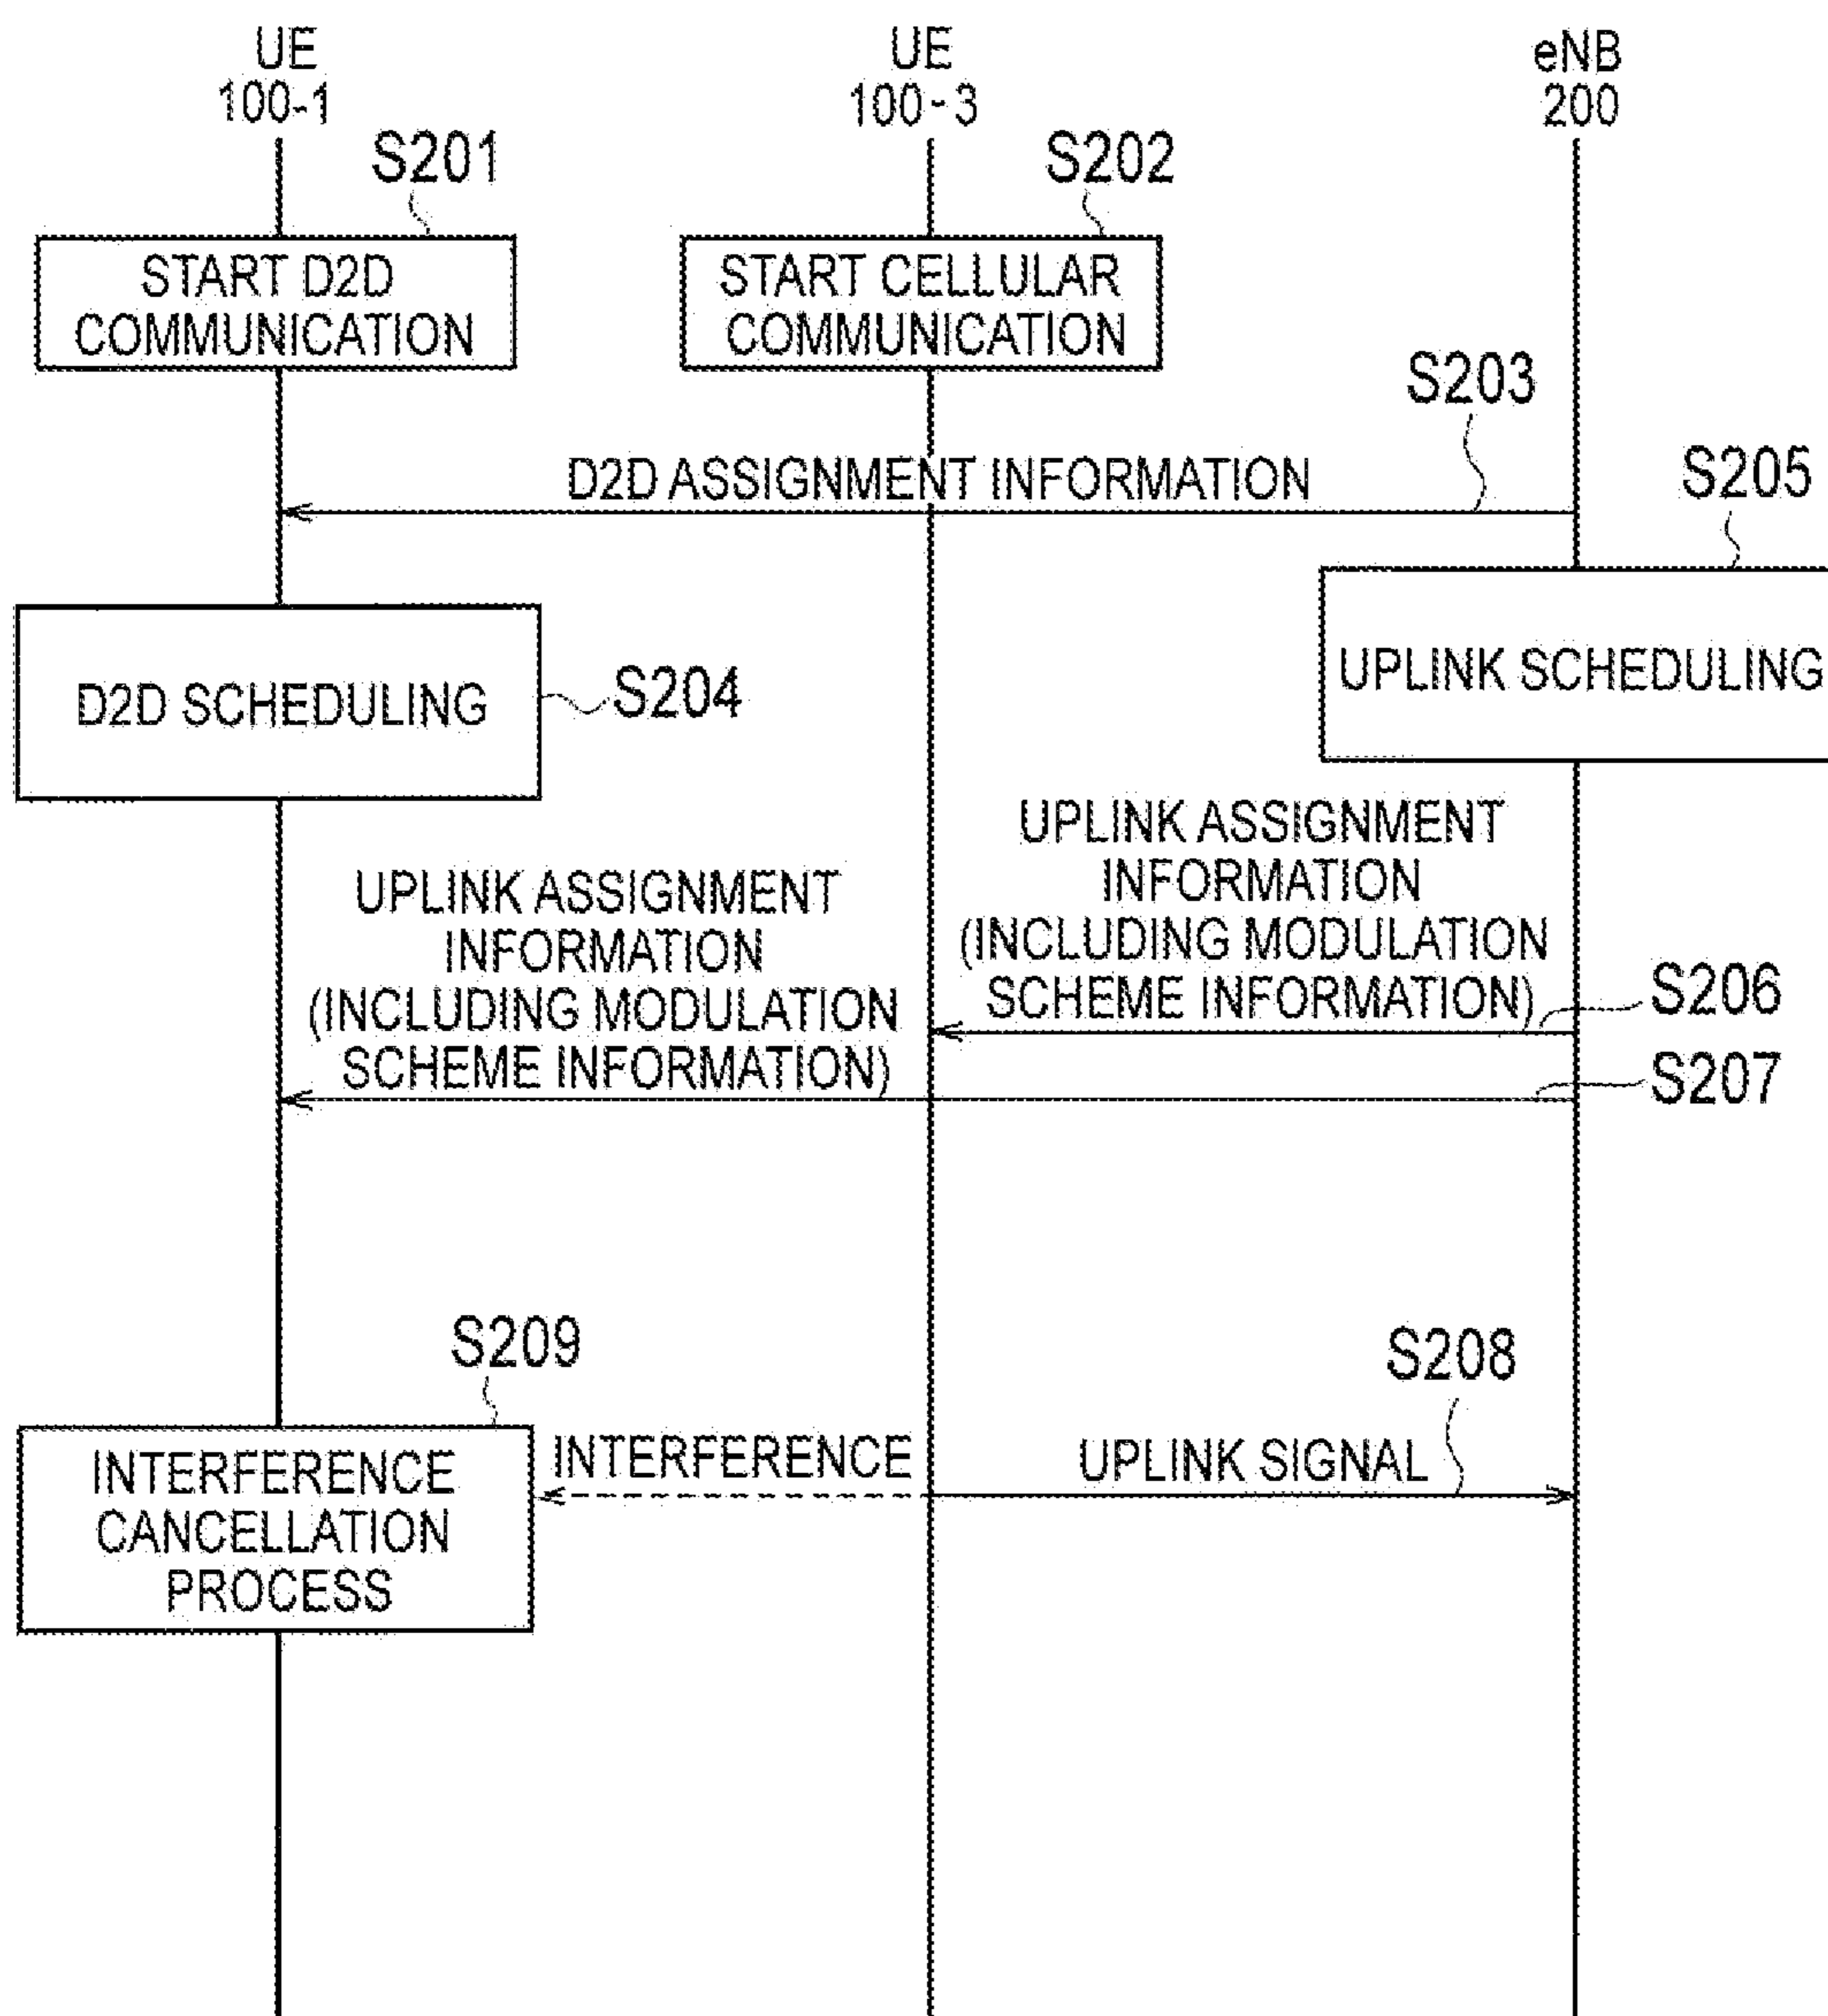 UE
100-1
UE
100-3
eNB
200
S201
S202
START D2D
COMMUNICATION
START CELLULAR
COMMUNICATION
S203
D2D ASSIGNMENT INFORMATION
S205
UPLINK SCHEDULING
D2D SCHEDULING
S204
UPLINK ASSIGNMENT
INFORMATION
(INCLUDING MODULATION
SCHEME INFORMATION)
S206
UPLINK ASSIGNMENT
INFORMATION
(INCLUDING MODULATION
SCHEME INFORMATION)
S207
S209
S208
INTERFERENCE
CANCELLATION
PROCESS
INTERFERENCE
UPLINK SIGNAL